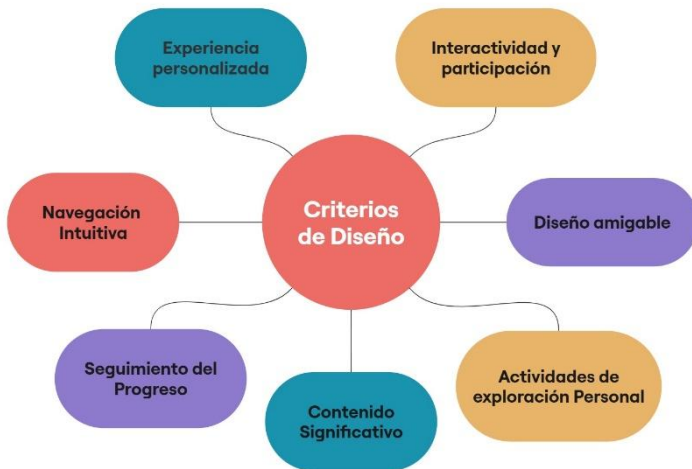 Experiencia
personalizada
Interactividad y
participación
Criterios
de Diseño
Navegación
Intuitiva
Diseño amigable
Seguimiento del
Progreso
Contenido
Significativo
Actividades de
exploración Personal